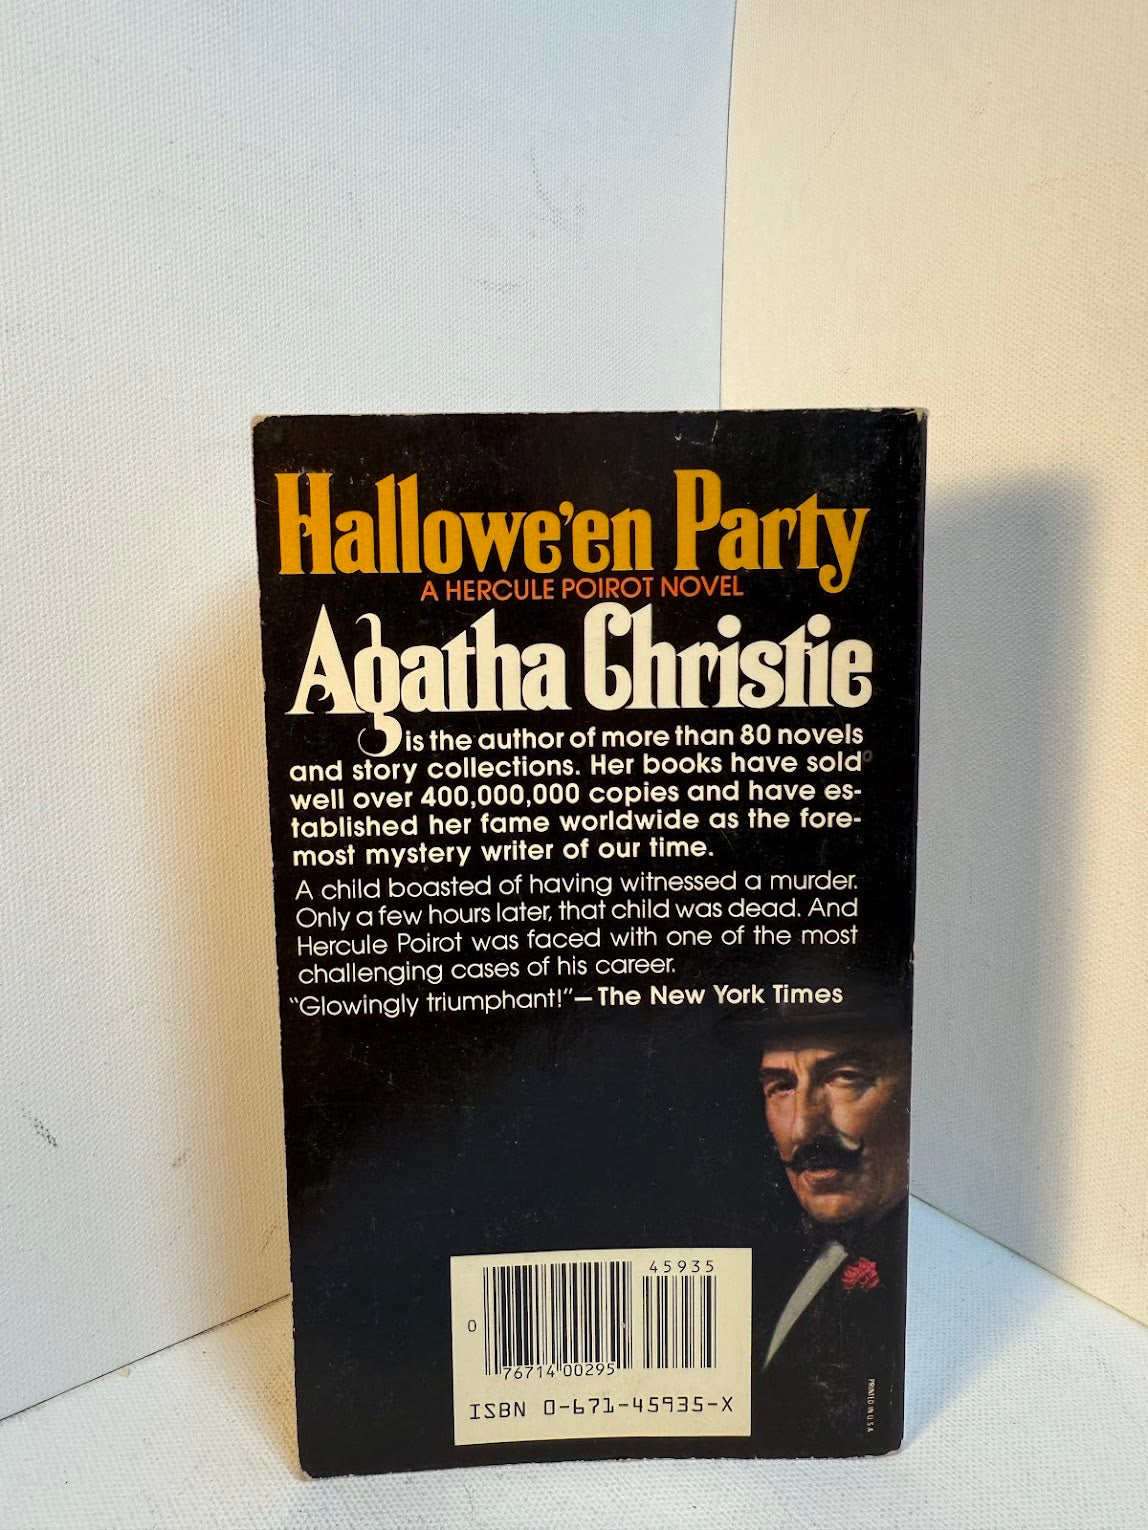 Hallowe'en Party
A HERCULE POIROT NOVEL
Agatha Christie
is the author of more than 80 novels
and story collections. Her books have sold
well over 400,000,000 copies and have es-
tablished her fame worldwide as the fore-
most mystery writer of our time.
A child boasted of having witnessed a murder.
Only a few hours later, that child was dead. And
Hercule Poirot was faced with one of the most
challenging cases of his career.
"Glowingly triumphant!"—The New York Times
45935
0
76714 00295
ISBN 0-671-45935-X
PRINTED IN U.S.A.